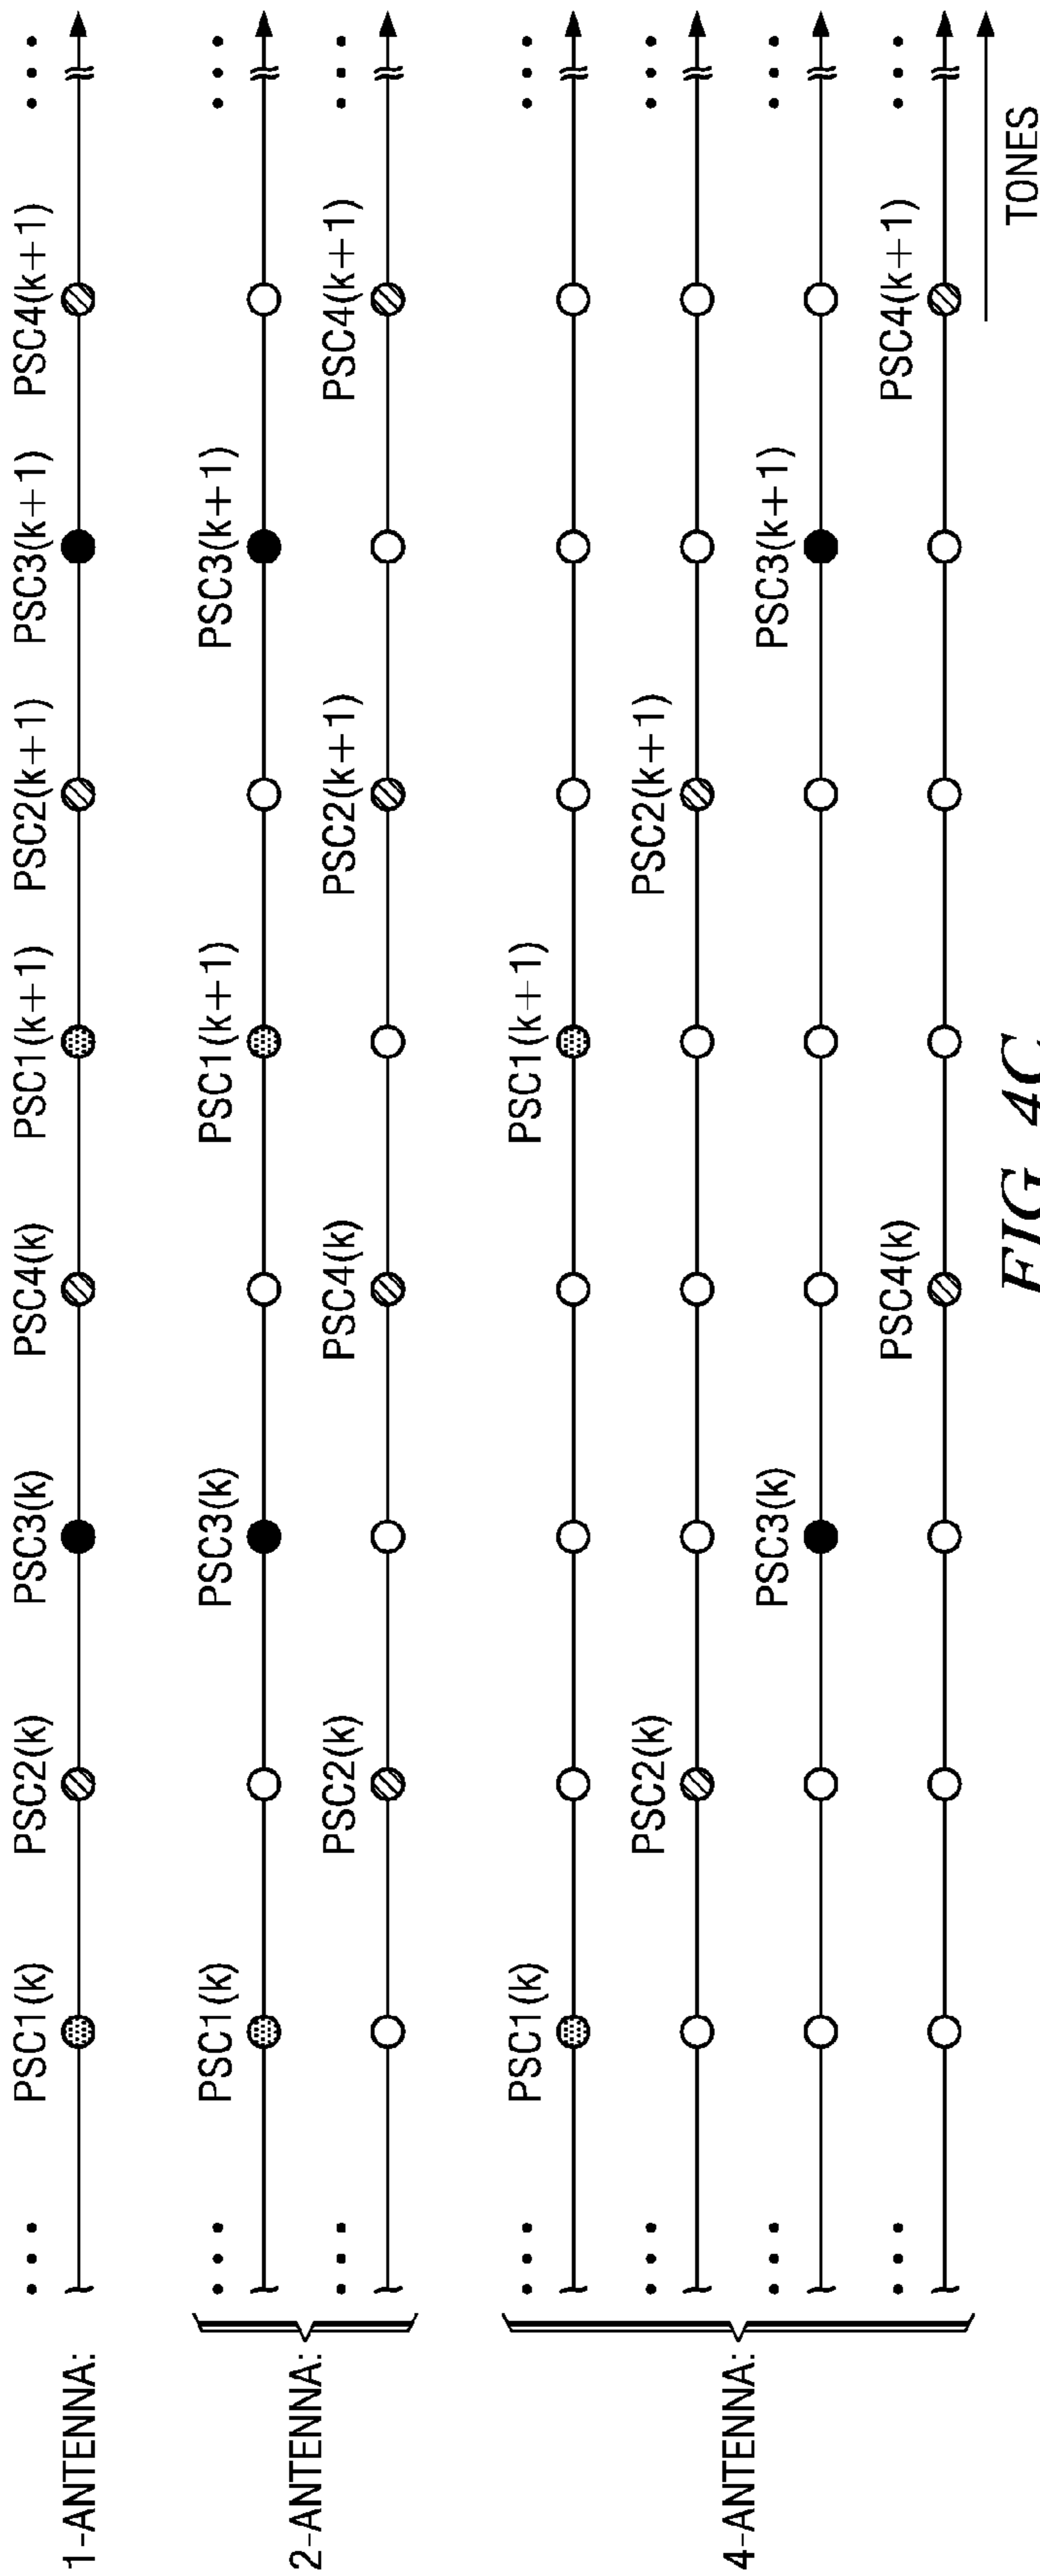 1-ANTENNA:
PSC1(k) PSC2(k) PSC3(k) PSC4(k) PSC1(k+1) PSC2(k+1) PSC3(k+1) PSC4(k+1)
2-ANTENNA:
PSC1(k) PSC3(k) PSC1(k+1) PSC3(k+1)
PSC2(k) PSC4(k) PSC2(k+1) PSC4(k+1)
4-ANTENNA:
PSC1(k) PSC1(k+1)
PSC2(k) PSC2(k+1)
PSC3(k) PSC3(k+1)
PSC4(k) PSC4(k+1)
TONES
FIG. 4C